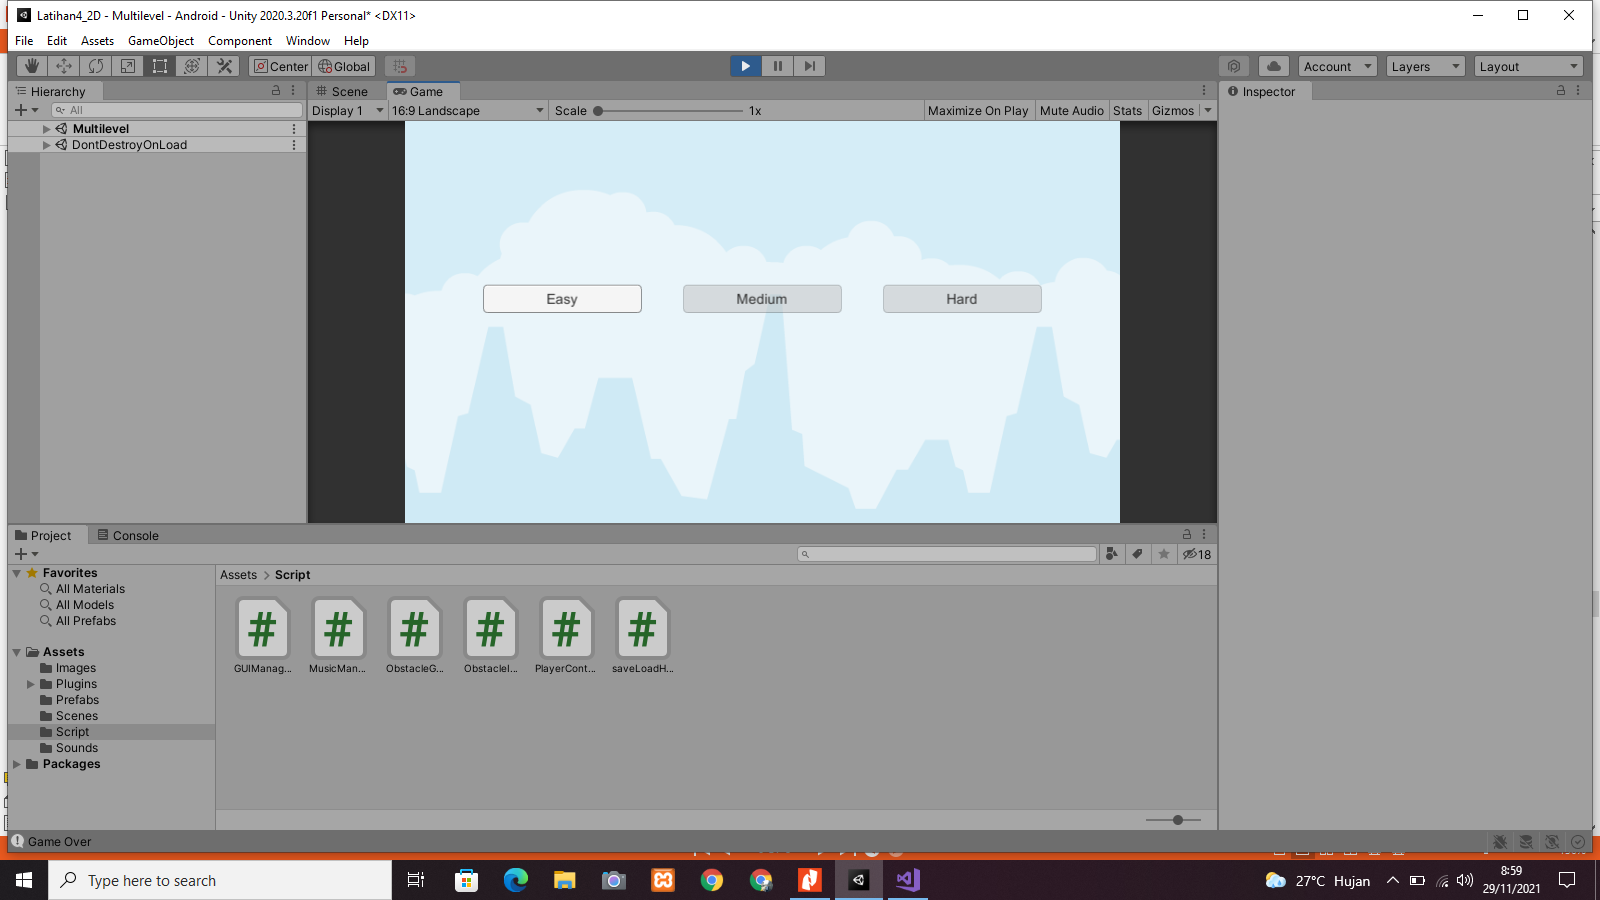 Latihan4_2D - Multilevel - Android - Unity 2020.3.20f1 Personal* <DX11>
File Edit Assets GameObject Component Window Help
Center Global Account Layers Layout
Hierarchy Scene Game Inspector
All Display 1 16:9 Landscape Scale 1x Maximize On Play Mute Audio Stats Gizmos
Multilevel
DontDestroyOnLoad
Easy Medium Hard
Project Console
18
Favorites
All Materials
All Models
All Prefabs
Assets
Images
Plugins
Prefabs
Scenes
Script
Sounds
Packages
Assets > Script
GUIManag... MusicMan... ObstacleG... ObstacleI... PlayerCont... saveLoadH...
Game Over
Type here to search
27°C Hujan
8:59
29/11/2021